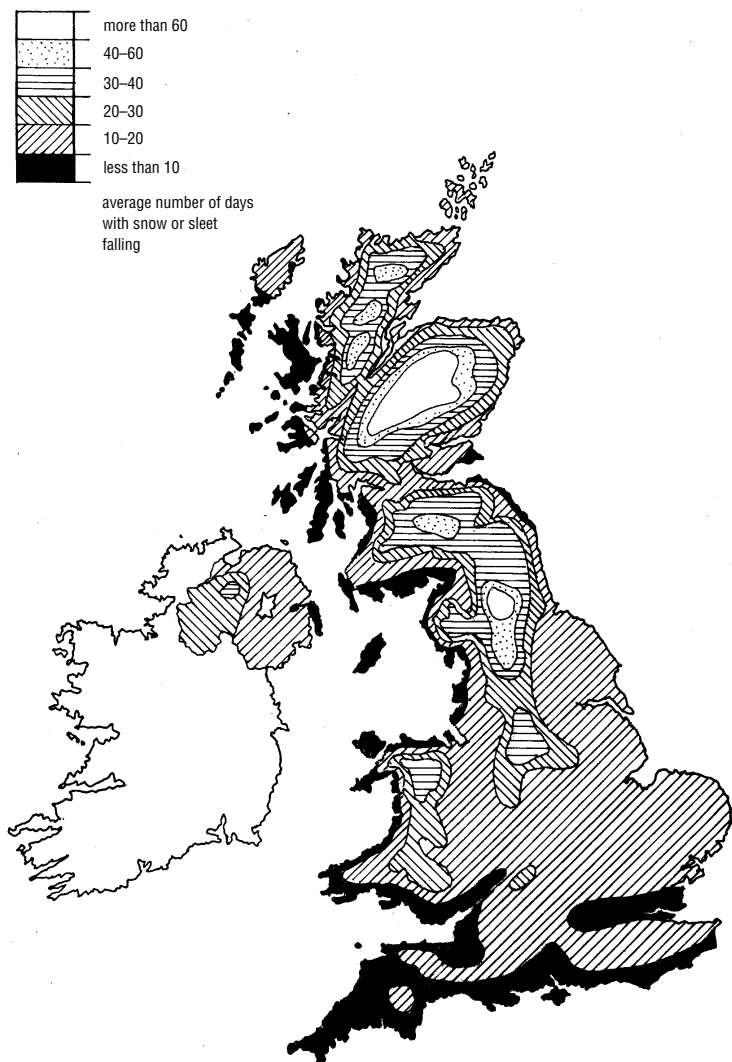 more than 60
40–60
30–40
20–30
10–20
less than 10
average number of days
with snow or sleet
falling